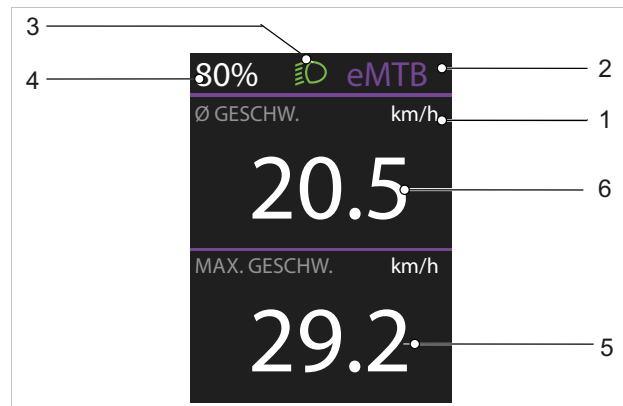 3
80% eMTB 2
4
Ø GESCHW. km/h 1
20.5 6
MAX. GESCHW. km/h
29.2 5